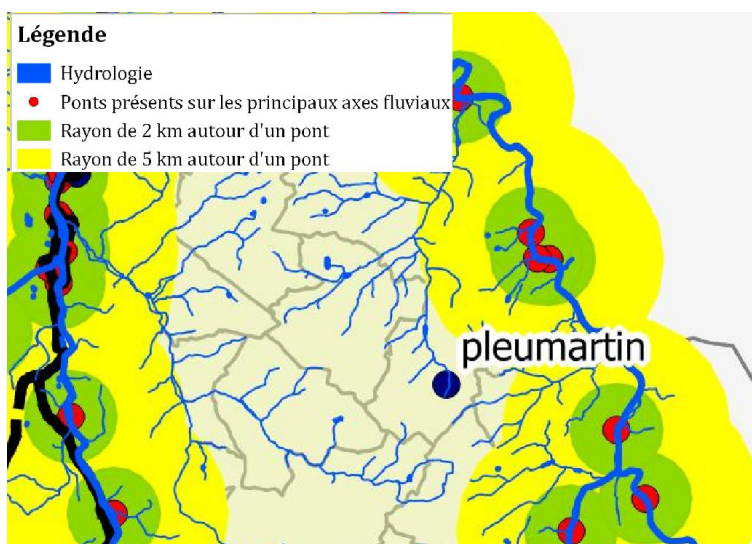 Légende
Hydrologie
Ponts présents sur les principaux axes fluviaux
Rayon de 2 km autour d'un pont
Rayon de 5 km autour d'un pont
pleumartin